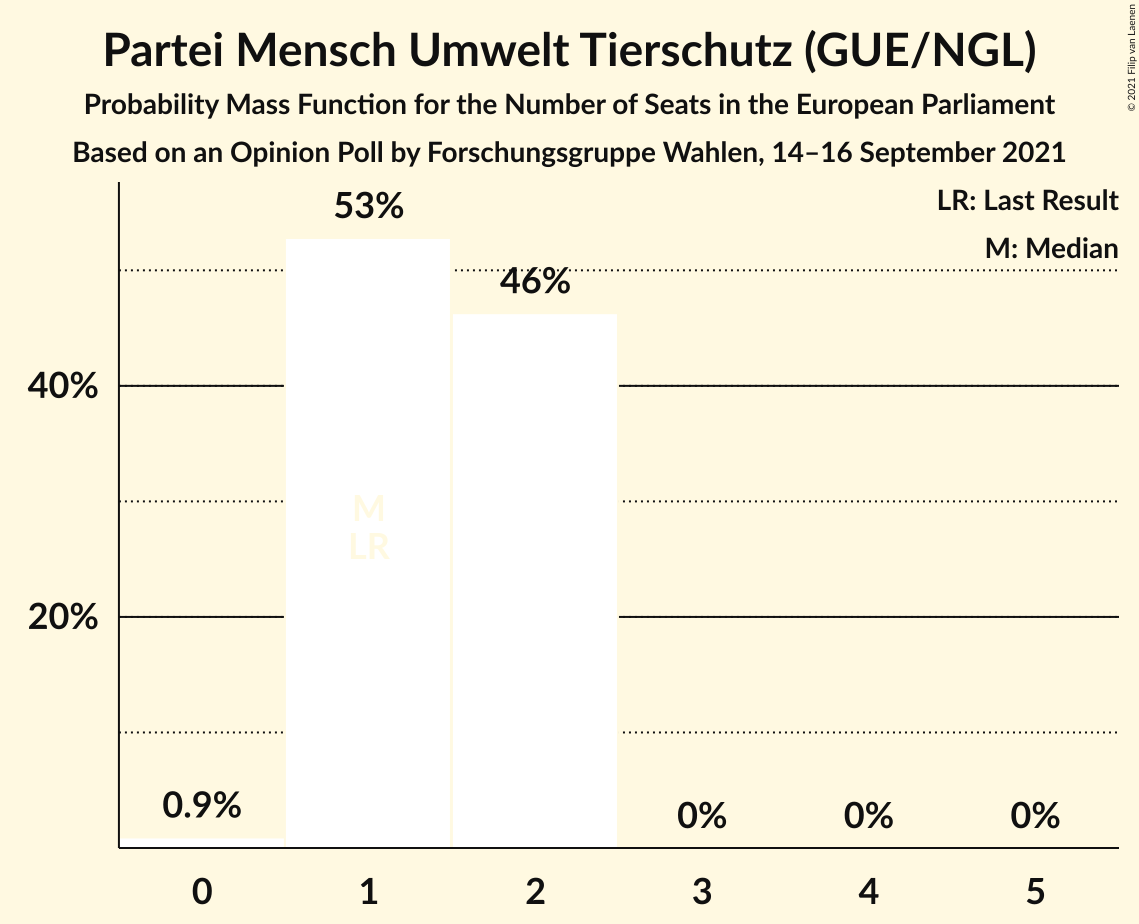 Partei Mensch Umwelt Tierschutz (GUE/NGL)
Probability Mass Function for the Number of Seats in the European Parliament
Based on an Opinion Poll by Forschungsgruppe Wahlen, 14–16 September 2021
© 2021 Filip van Laenen
LR: Last Result
M: Median
53%
46%
40%
M
LR
20%
0.9%
0%
0%
0%
0
1
2
3
4
5